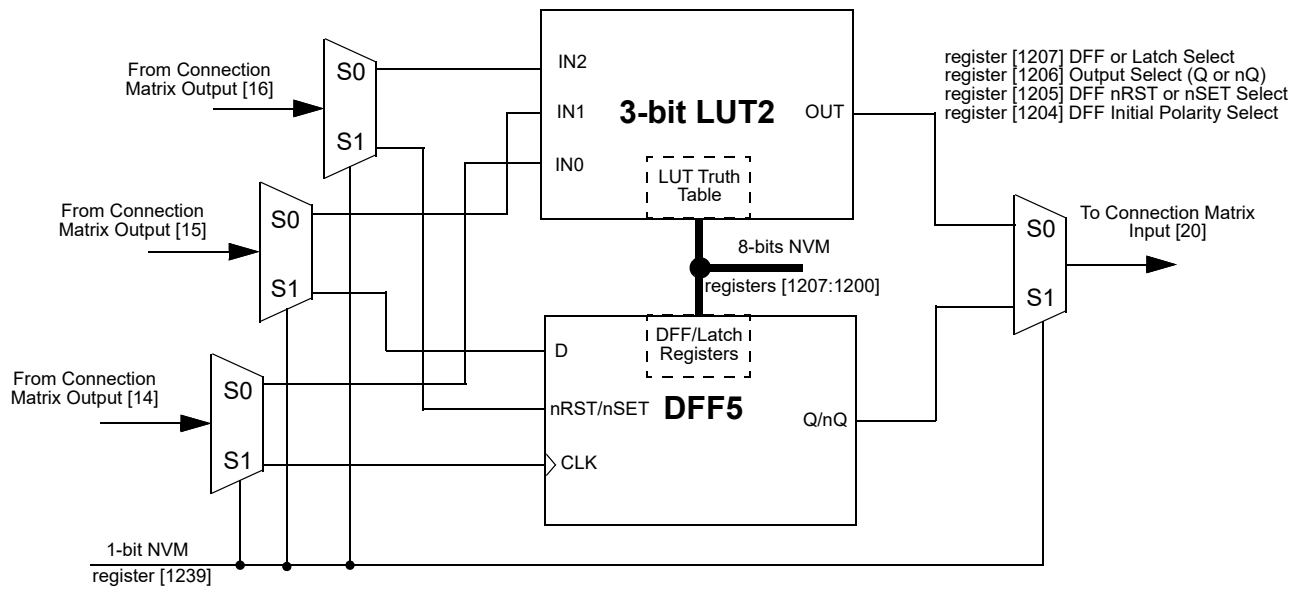 From Connection
Matrix Output [16]
S0
S1
IN2
IN1
IN0
3-bit LUT2
OUT
LUT Truth
Table
register [1207] DFF or Latch Select
register [1206] Output Select (Q or nQ)
register [1205] DFF nRST or nSET Select
register [1204] DFF Initial Polarity Select
From Connection
Matrix Output [15]
S0
S1
8-bits NVM
registers [1207:1200]
S0
S1
To Connection Matrix
Input [20]
From Connection
Matrix Output [14]
S0
S1
DFF/Latch
Registers
D
nRST/nSET
DFF5
Q/nQ
CLK
1-bit NVM
register [1239]